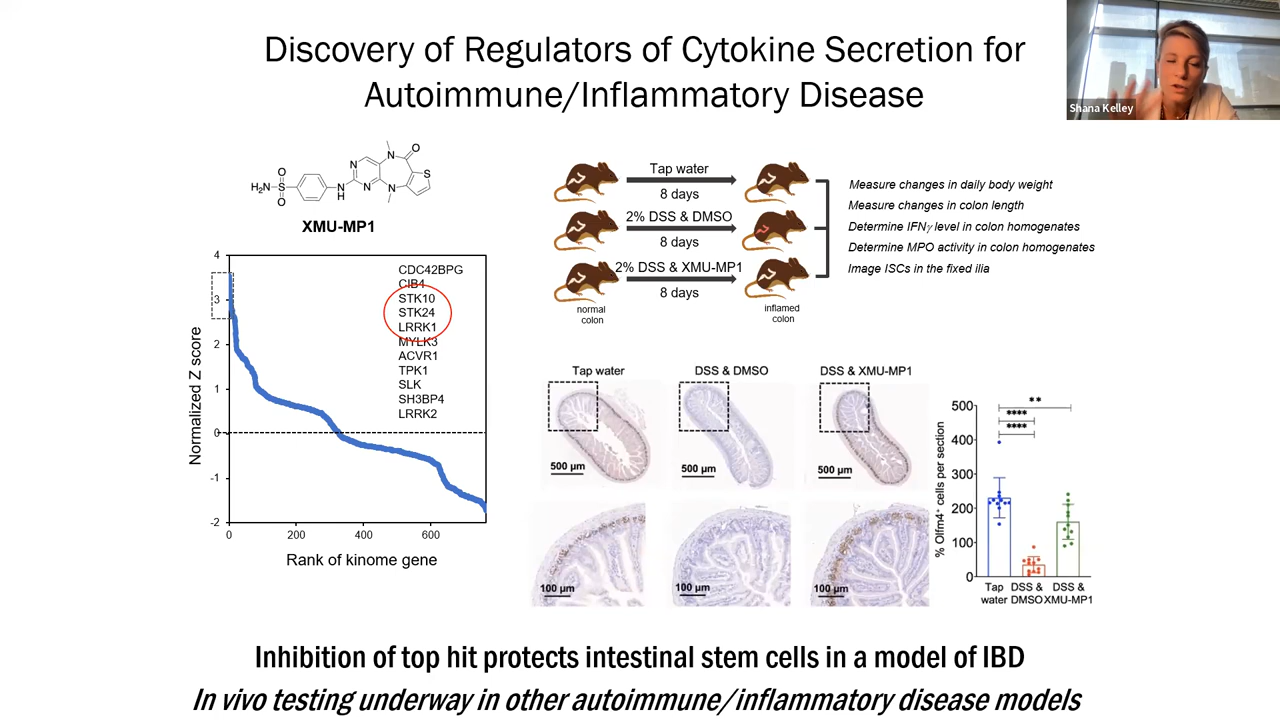 Discovery of Regulators of Cytokine Secretion for
Autoimmune/Inflammatory Disease
Shana Kelley
H₂N
S
O
O
N
H
N
N
N
N
O
S
XMU-MP1
Normalized Z score
4
3
2
1
0
-1
-2
0
200
400
600
Rank of kinome gene
CDC42BPG
CIB4
STK10
STK24
LRRK1
MYLK3
ACVR1
TPK1
SLK
SH3BP4
LRRK2
Tap water
8 days
2% DSS & DMSO
8 days
2% DSS & XMU-MP1
8 days
normal
colon
inflamed
colon
Measure changes in daily body weight
Measure changes in colon length
Determine IFNγ level in colon homogenates
Determine MPO activity in colon homogenates
Image ISCs in the fixed ilia
Tap water
DSS & DMSO
DSS & XMU-MP1
500 µm
500 µm
500 µm
100 µm
100 µm
100 µm
% Olfm4⁺ cells per section
500
400
300
200
100
0
**
****
****
Tap
water
DSS &
DMSO
DSS &
XMU-MP1
Inhibition of top hit protects intestinal stem cells in a model of IBD
In vivo testing underway in other autoimmune/inflammatory disease models